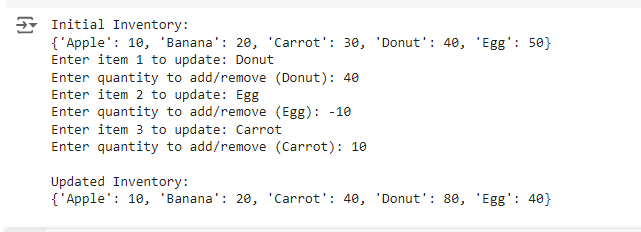 Initial Inventory:
{'Apple': 10, 'Banana': 20, 'Carrot': 30, 'Donut': 40, 'Egg': 50}
Enter item 1 to update: Donut
Enter quantity to add/remove (Donut): 40
Enter item 2 to update: Egg
Enter quantity to add/remove (Egg): -10
Enter item 3 to update: Carrot
Enter quantity to add/remove (Carrot): 10
Updated Inventory:
{'Apple': 10, 'Banana': 20, 'Carrot': 40, 'Donut': 80, 'Egg': 40}